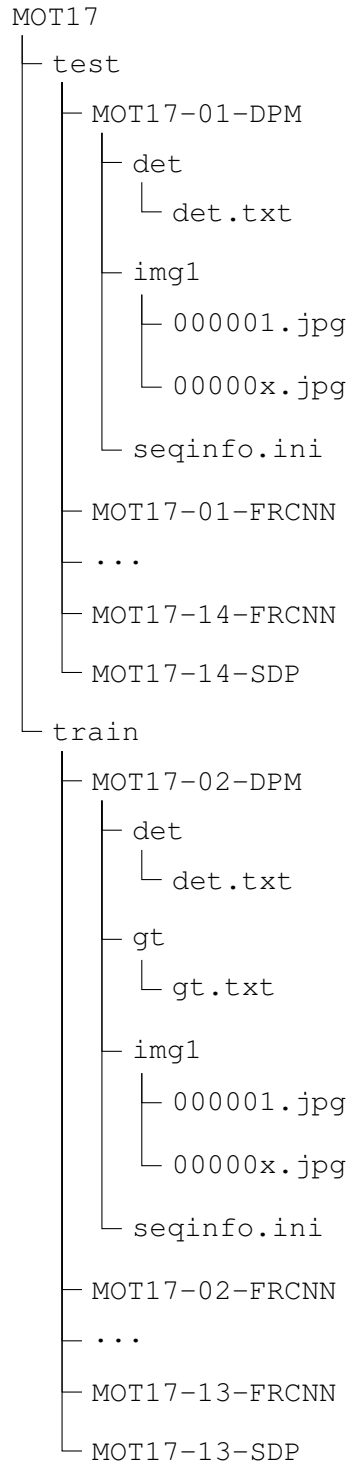 MOT17
test
MOT17-01-DPM
det
det.txt
img1
000001.jpg
00000x.jpg
seqinfo.ini
MOT17-01-FRCNN
...
MOT17-14-FRCNN
MOT17-14-SDP
train
MOT17-02-DPM
det
det.txt
gt
gt.txt
img1
000001.jpg
00000x.jpg
seqinfo.ini
MOT17-02-FRCNN
...
MOT17-13-FRCNN
MOT17-13-SDP